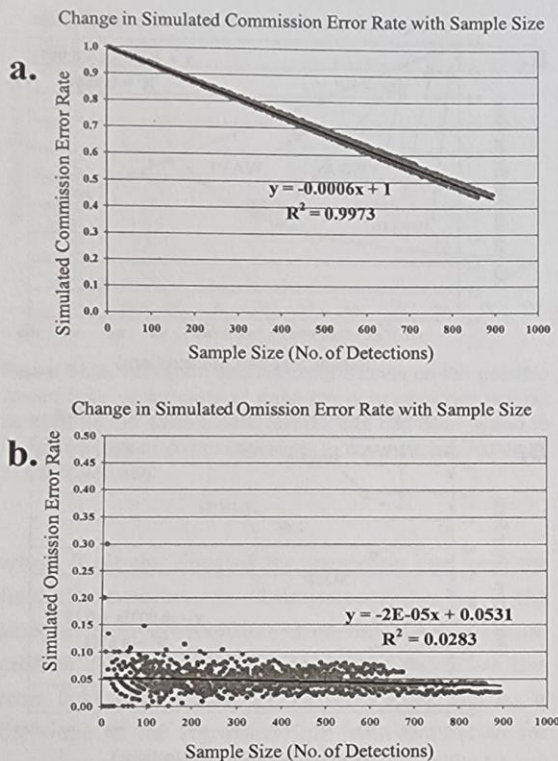 Change in Simulated Commission Error Rate with Sample Size
a.
Simulated Commission Error Rate
1.0
0.9
0.8
0.7
0.6
0.5
0.4
0.3
0.2
0.1
0.0
y = -0.0006x + 1
R² = 0.9973
0 100 200 300 400 500 600 700 800 900 1000
Sample Size (No. of Detections)
Change in Simulated Omission Error Rate with Sample Size
b.
Simulated Omission Error Rate
0.50
0.45
0.40
0.35
0.30
0.25
0.20
0.15
0.10
0.05
0.00
y = -2E-05x + 0.0531
R² = 0.0283
0 100 200 300 400 500 600 700 800 900 100
Sample Size (No. of Detections)